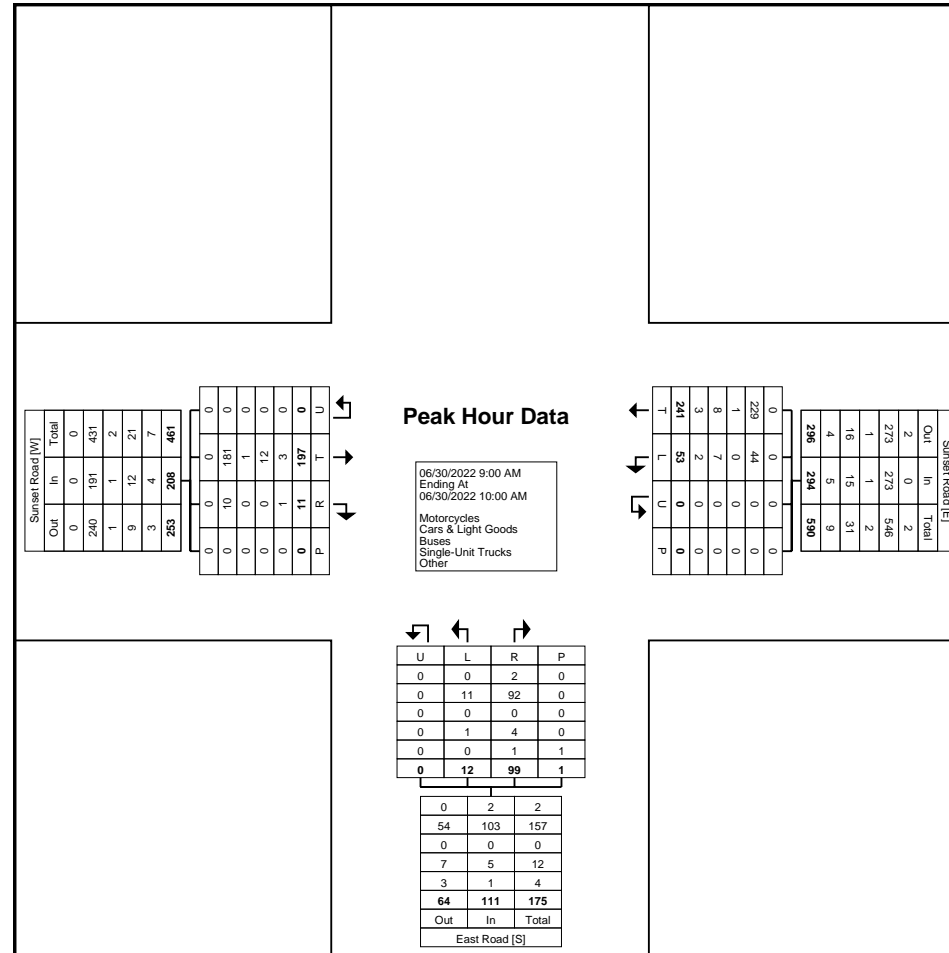 Sunset Road [W]
Out In Total
0 0 0
240 191 431
1 1 2
9 12 21
3 4 7
253 208 461
0 0 0 0
0 10 181 0
0 0 1 0
0 0 12 0
0 1 3 0
0 11 197 0
P R T U
Peak Hour Data
06/30/2022 9:00 AM
Ending At
06/30/2022 10:00 AM
Motorcycles
Cars & Light Goods
Buses
Single-Unit Trucks
Other
Sunset Road [E]
Out In Total
2 0 2
273 273 546
1 1 2
16 15 31
4 5 9
296 294 590
0 0 0 0
229 44 0 0
1 0 0 0
8 7 0 0
3 2 0 0
241 53 0 0
T L U P
U L R P
0 0 2 0
0 11 92 0
0 0 0 0
0 1 4 0
0 0 1 1
0 12 99 1
0 2 2
54 103 157
0 0 0
7 5 12
3 1 4
64 111 175
Out In Total
East Road [S]